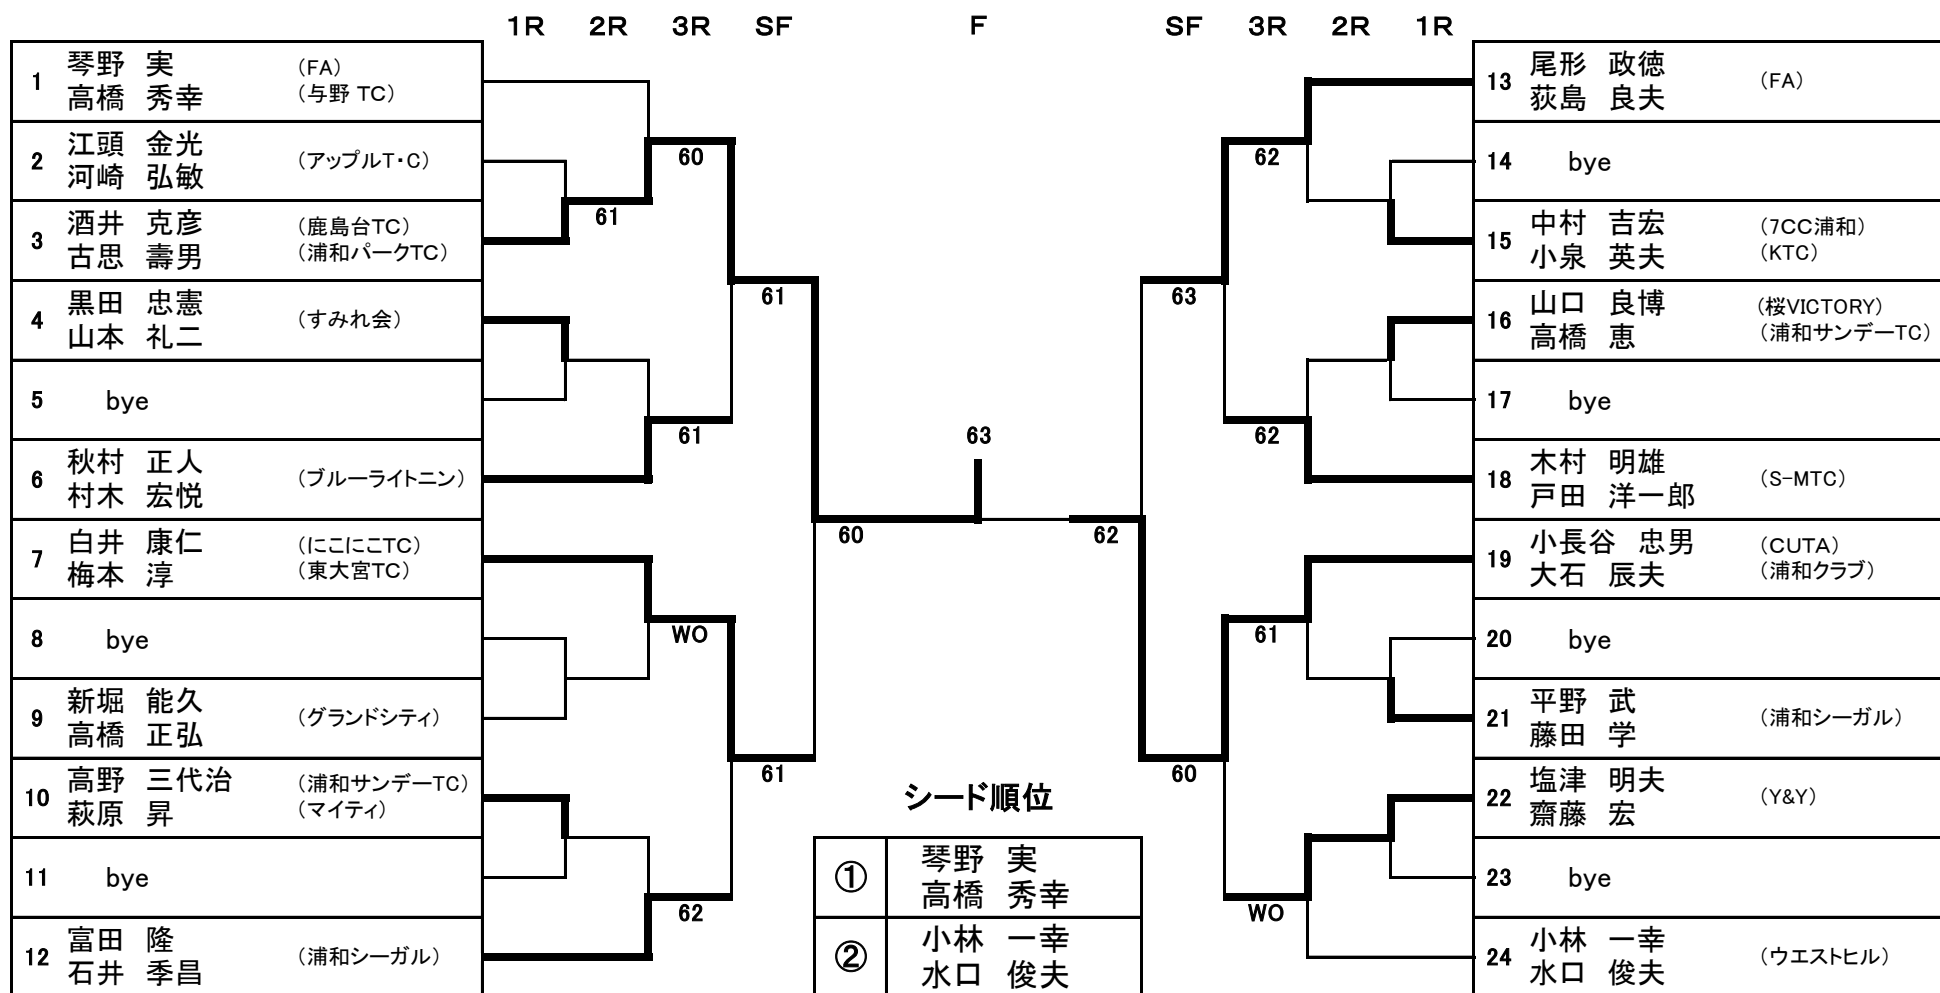 1R 2R 3R SF F SF 3R 2R 1R
1 琴野 実 (FA)
高橋 秀幸 (与野 TC)
2 江頭 金光 (アップルT・C)
河崎 弘敏
3 酒井 克彦 (鹿島台TC)
古思 壽男 (浦和パークTC)
4 黒田 忠憲 (すみれ会)
山本 礼二
5 bye
6 秋村 正人 (ブルーライトニン)
村木 宏悦
7 白井 康仁 (にこにこTC)
梅本 淳 (東大宮TC)
8 bye
9 新堀 能久 (グランドシティ)
高橋 正弘
10 高野 三代治 (浦和サンデーTC)
萩原 昇 (マイティ)
11 bye
12 富田 隆 (浦和シーガル)
石井 季昌
60
61
61
61
WO
61
62
60
63
62
62
63
62
61
60
WO
13 尾形 政徳 (FA)
荻島 良夫
14 bye
15 中村 吉宏 (7CC浦和)
小泉 英夫 (KTC)
16 山口 良博 (桜VICTORY)
高橋 恵 (浦和サンデーTC)
17 bye
18 木村 明雄 (S-MTC)
戸田 洋一郎
19 小長谷 忠男 (CUTA)
大石 辰夫 (浦和クラブ)
20 bye
21 平野 武 (浦和シーガル)
藤田 学
22 塩津 明夫 (Y&Y)
齋藤 宏
23 bye
24 小林 一幸 (ウエストヒル)
水口 俊夫
シード順位
① 琴野 実
高橋 秀幸
② 小林 一幸
水口 俊夫